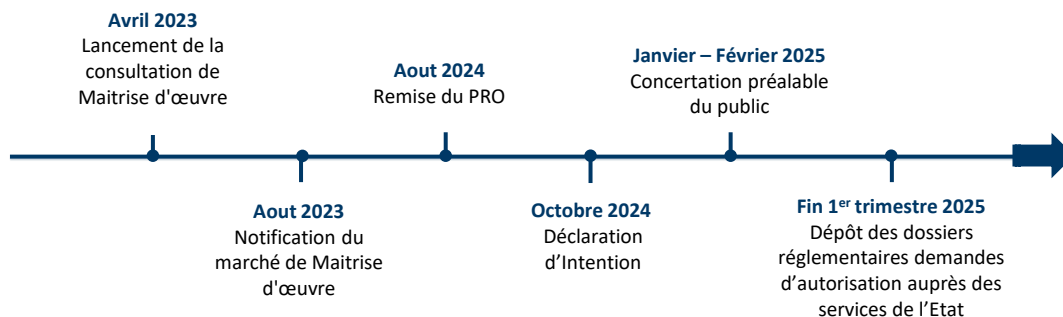 Avril 2023
Lancement de la
consultation de
Maitrise d'œuvre
Aout 2023
Notification du
marché de Maitrise
d'œuvre
Aout 2024
Remise du PRO
Octobre 2024
Déclaration
d’Intention
Janvier – Février 2025
Concertation préalable
du public
Fin 1er trimestre 2025
Dépôt des dossiers
réglementaires demandes
d’autorisation auprès des
services de l’Etat